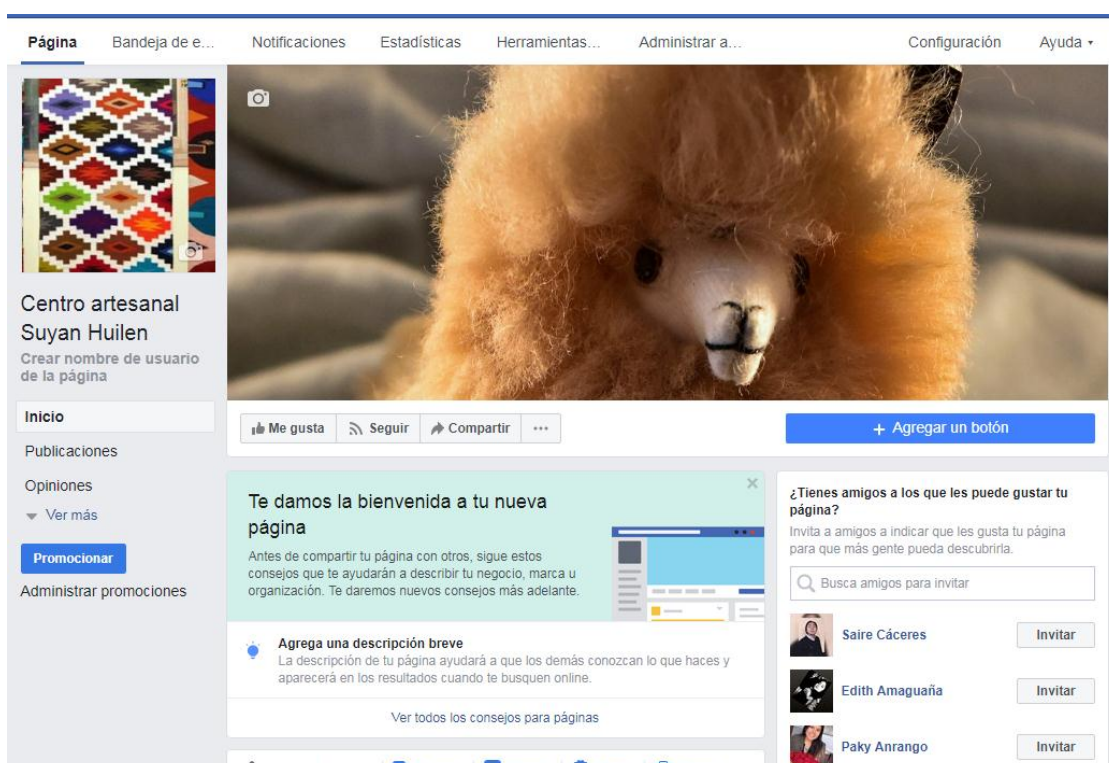 Página Bandeja de e... Notificaciones Estadísticas Herramientas... Administrar a... Configuración Ayuda
Centro artesanal
Suyan Huilen
Crear nombre de usuario
de la página
Inicio
Publicaciones
Opiniones
Ver más
Promocionar
Administrar promociones
Me gusta Seguir Compartir ...
+ Agregar un botón
Te damos la bienvenida a tu nueva
página
Antes de compartir tu página con otros, sigue estos
consejos que te ayudarán a describir tu negocio, marca u
organización. Te daremos nuevos consejos más adelante.
Agrega una descripción breve
La descripción de tu página ayudará a que los demás conozcan lo que haces y
aparecerá en los resultados cuando te busquen online.
Ver todos los consejos para páginas
¿Tienes amigos a los que les puede gustar tu
página?
Invita a amigos a indicar que les gusta tu página
para que más gente pueda descubrirla.
Busca amigos para invitar
Saire Cáceres Invitar
Edith Amaguaña Invitar
Paky Anrango Invitar